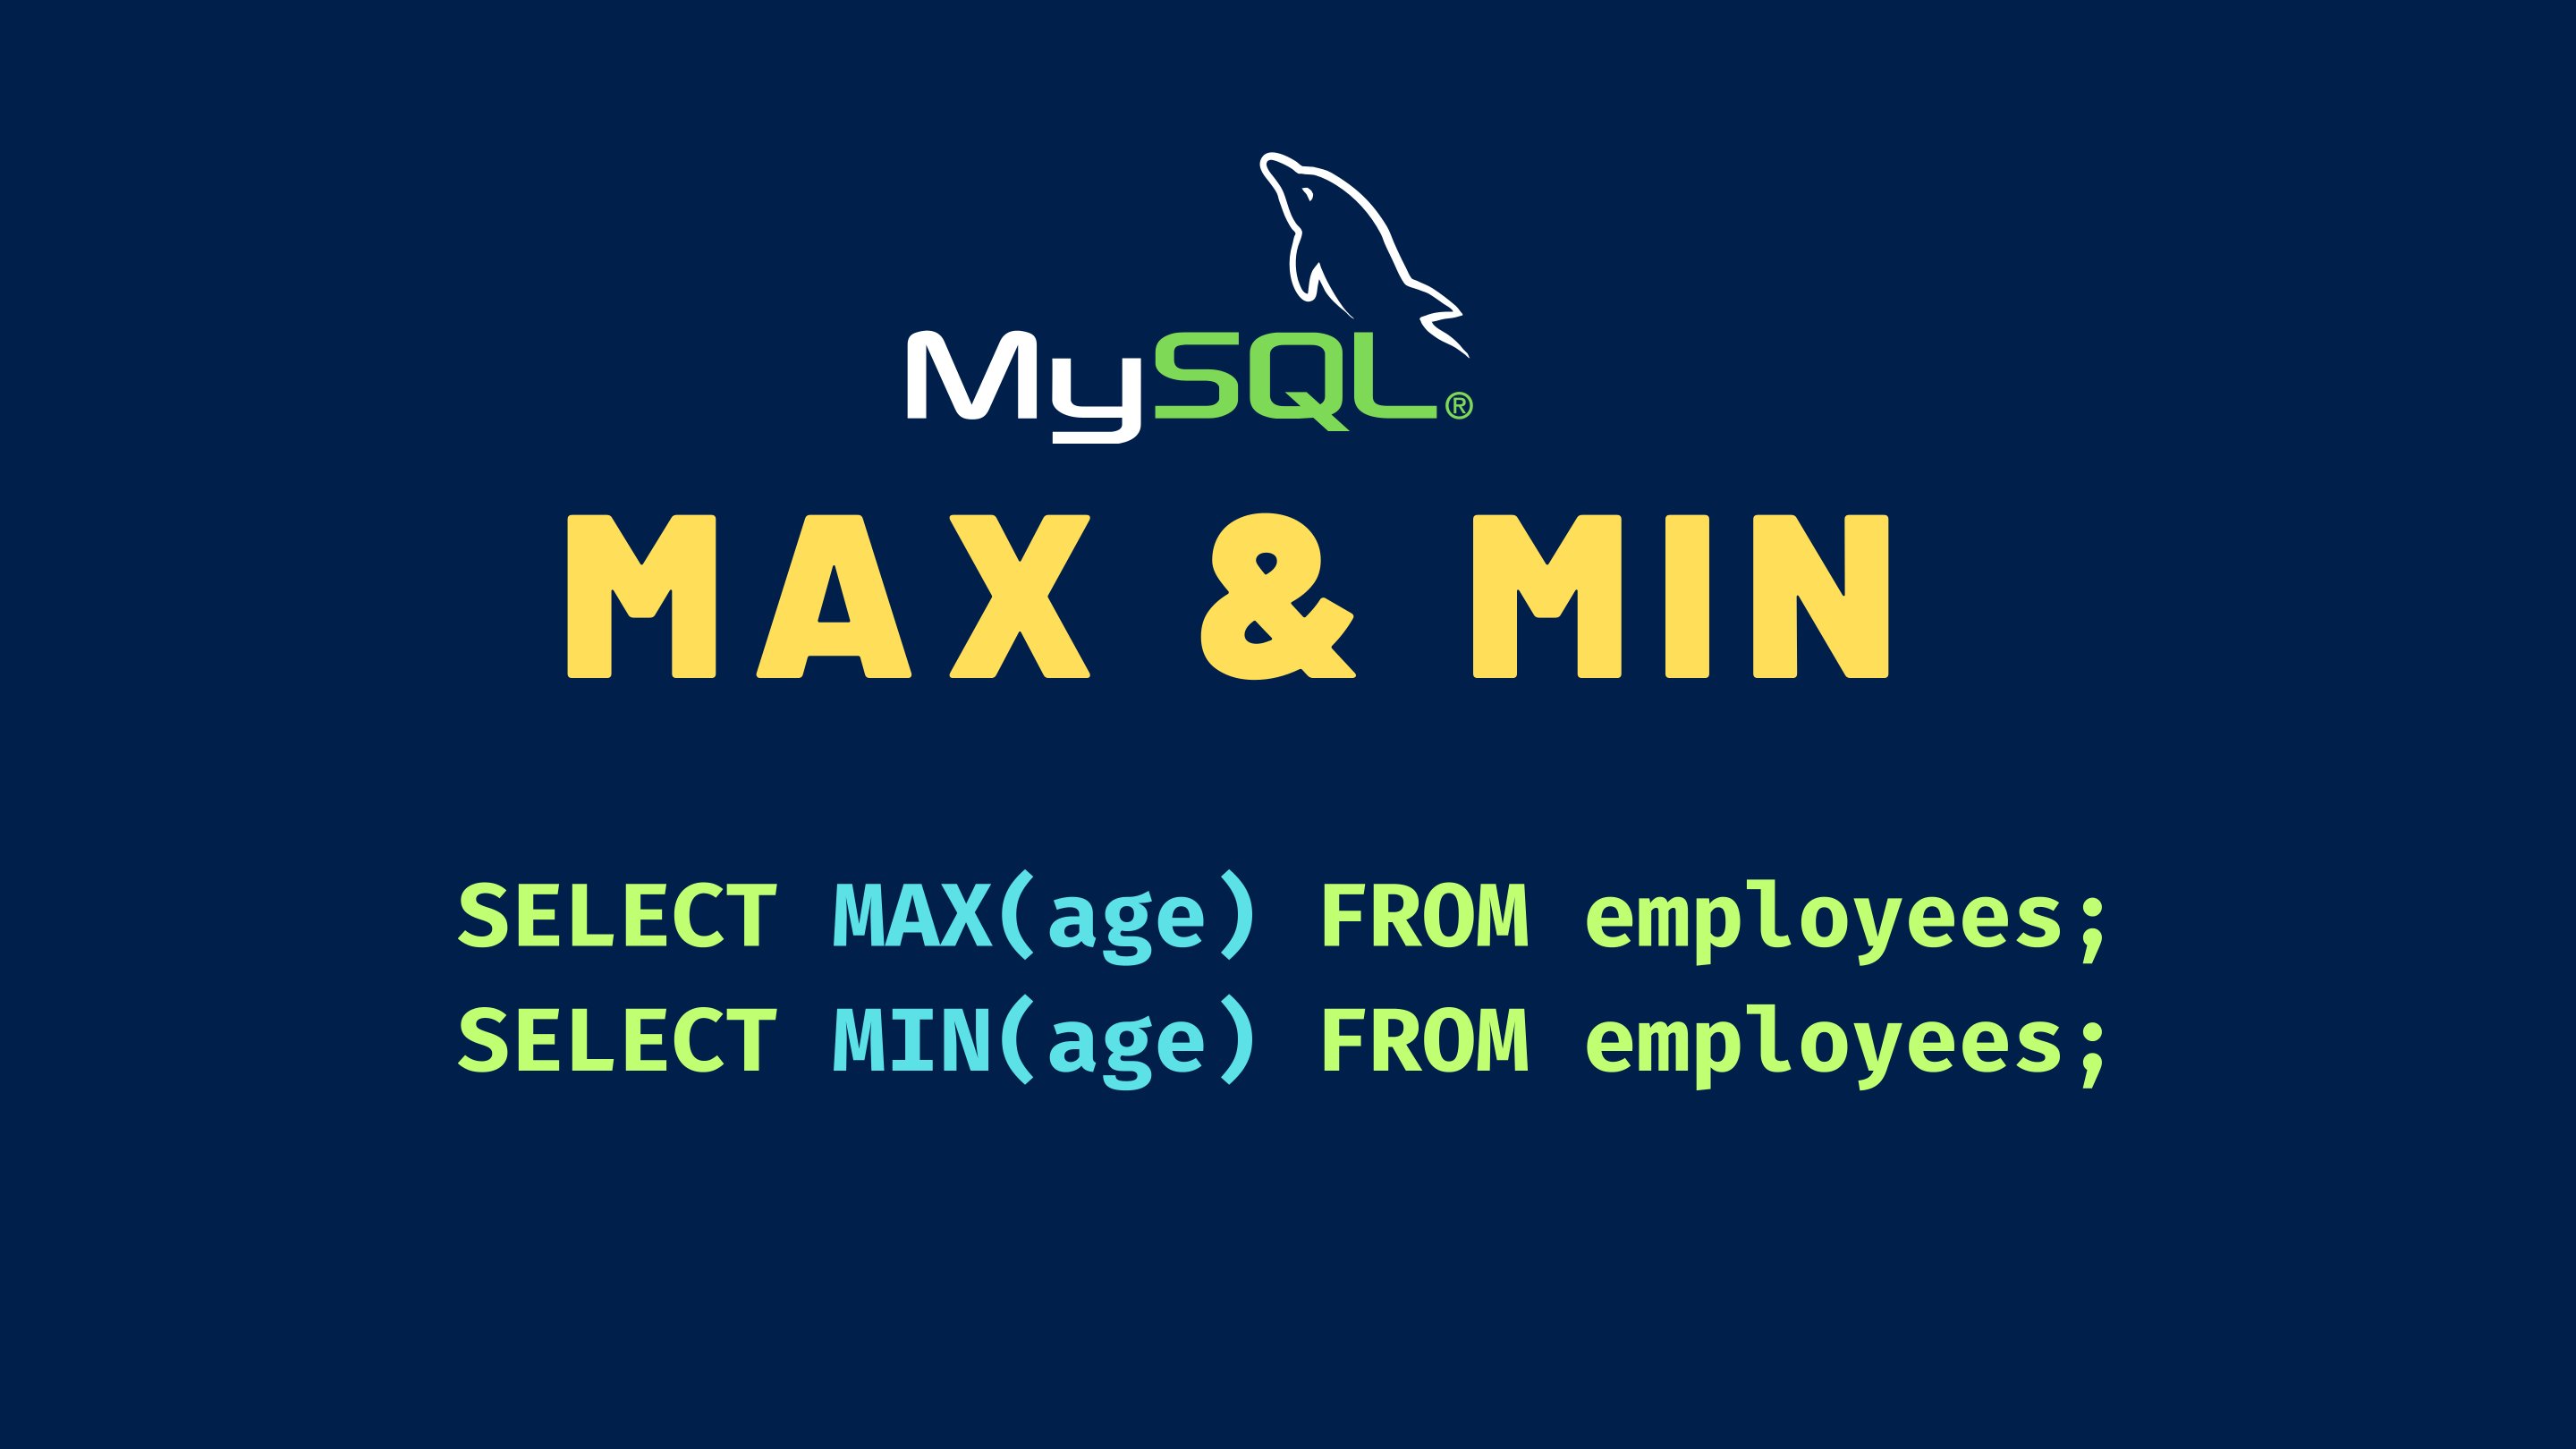 MySQL®
MAX & MIN
SELECT MAX(age) FROM employees;
SELECT MIN(age) FROM employees;